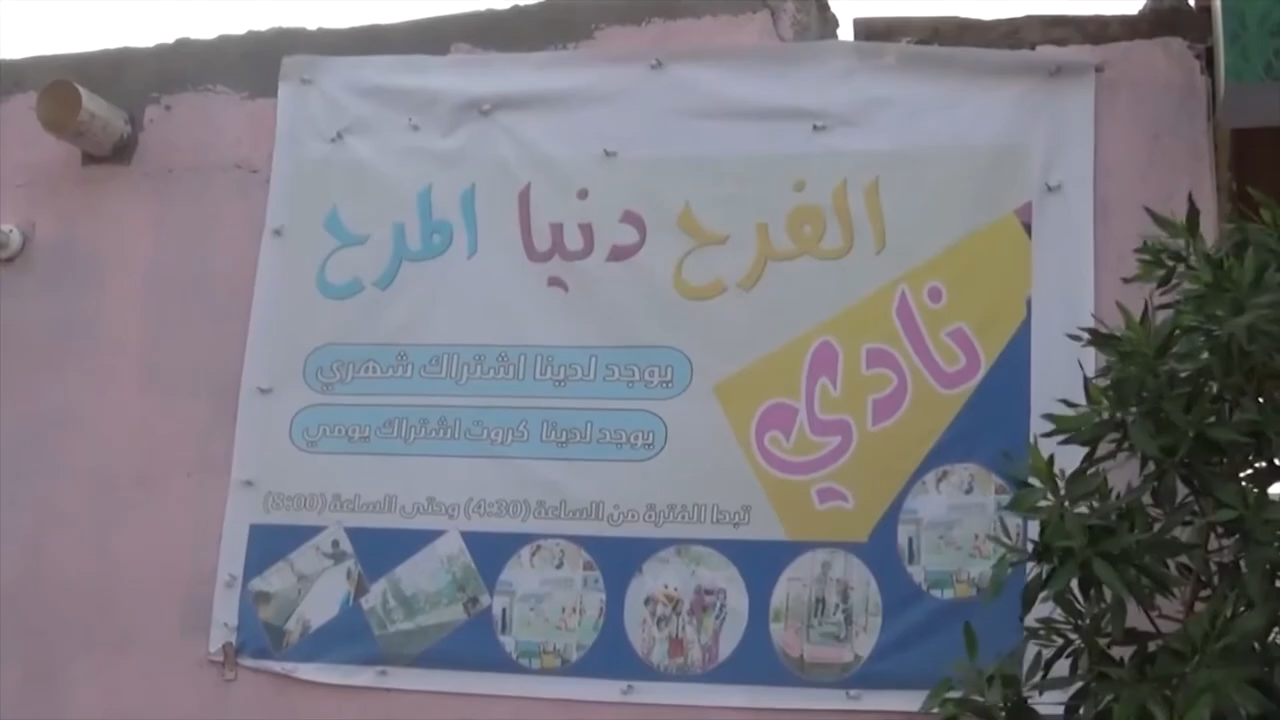 نادي
الفرح دنيا المرح
يوجد لدينا اشتراك شهري
يوجد لدينا كروت اشتراك يومي
تبدا الفترة من الساعة (4:30) وحتى الساعة (8:00)